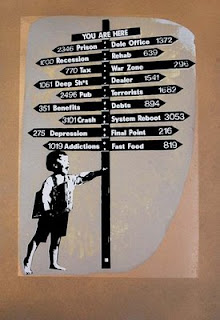 YOU ARE HERE
2346 Prison
Dole Office 1372
1000 Recession
Rehab 639
770 Tax
War Zone 296
1061 Deep Sh*t
Dealer 1541
2496 Pub
Terrorists 1682
351 Benefits
Debts 894
3101 Crash
System Reboot 3053
275 Depression
Final Point 216
1019 Addictions
Fast Food 819